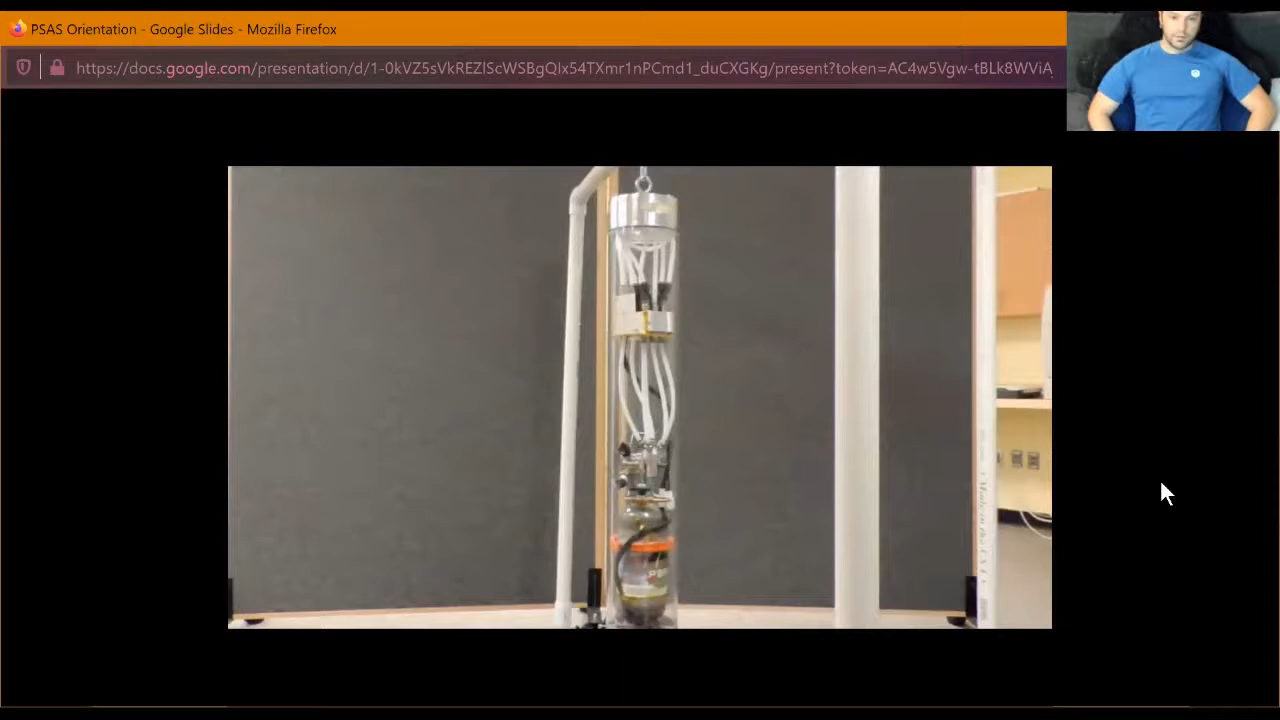 PSAS Orientation - Google Slides - Mozilla Firefox
https://docs.google.com/presentation/d/1-0kVZ5sVkREZlScWSBgQlx54TXmr1nPCmd1_duCXGKg/present?token=AC4w5Vgw-tBLk8WViA